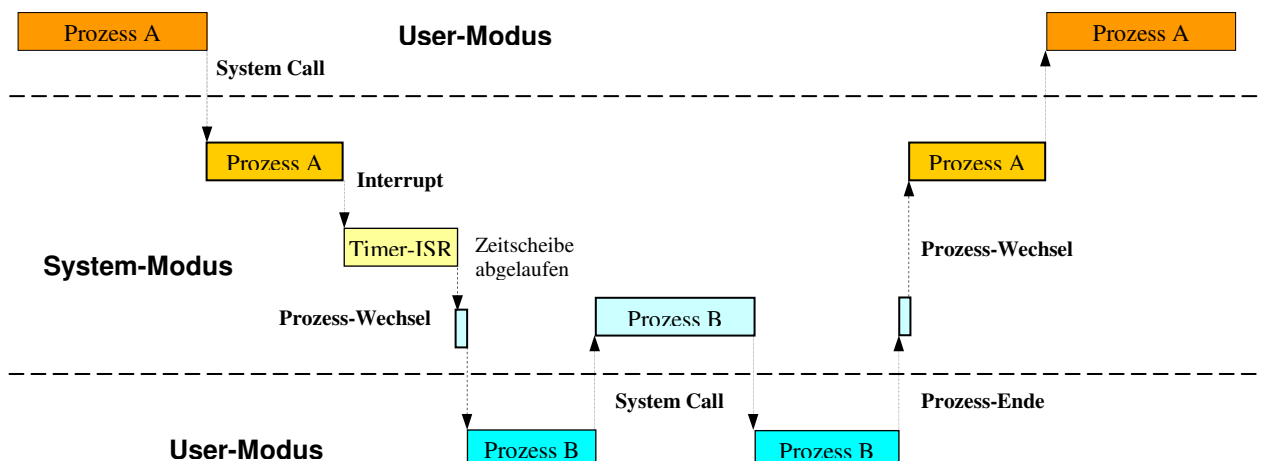 Prozess A
User-Modus
Prozess A
System Call
Prozess A
Prozess A
Interrupt
Timer-ISR
Zeitscheibe
abgelaufen
Prozess-Wechsel
System-Modus
Prozess-Wechsel
Prozess B
System Call
Prozess-Ende
User-Modus
Prozess B
Prozess B